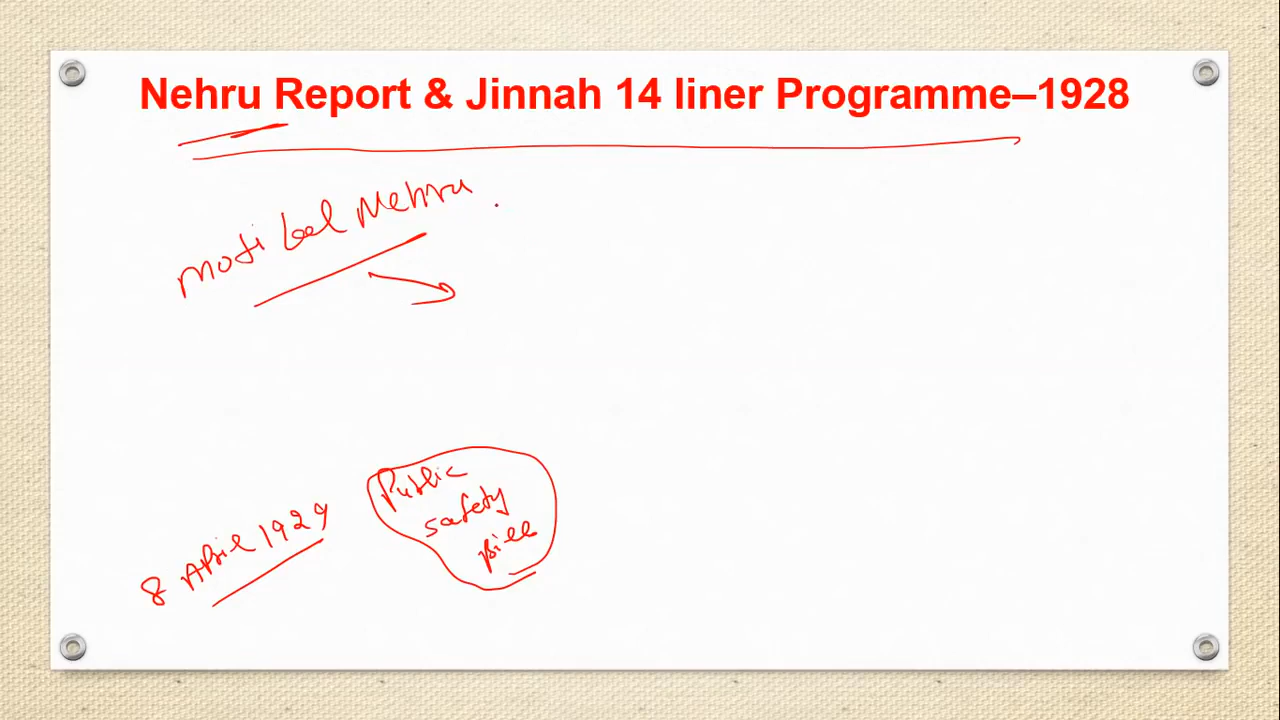 Nehru Report & Jinnah 14 liner Programme–1928
Moti lal Nehru
8 April 1929
Public
safety
bill